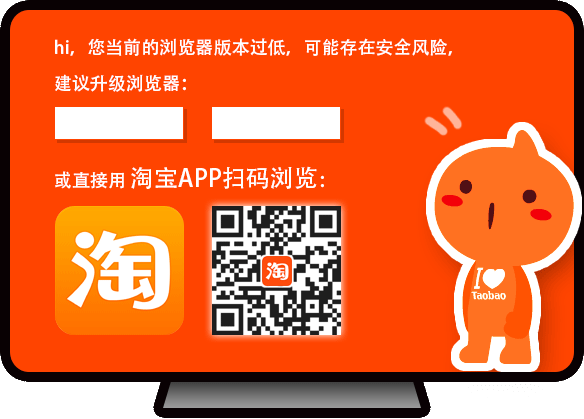 hi，您当前的浏览器版本过低，可能存在安全风险，
建议升级浏览器：
或直接用 淘宝APP扫码浏览：
淘
淘
I
Taobao